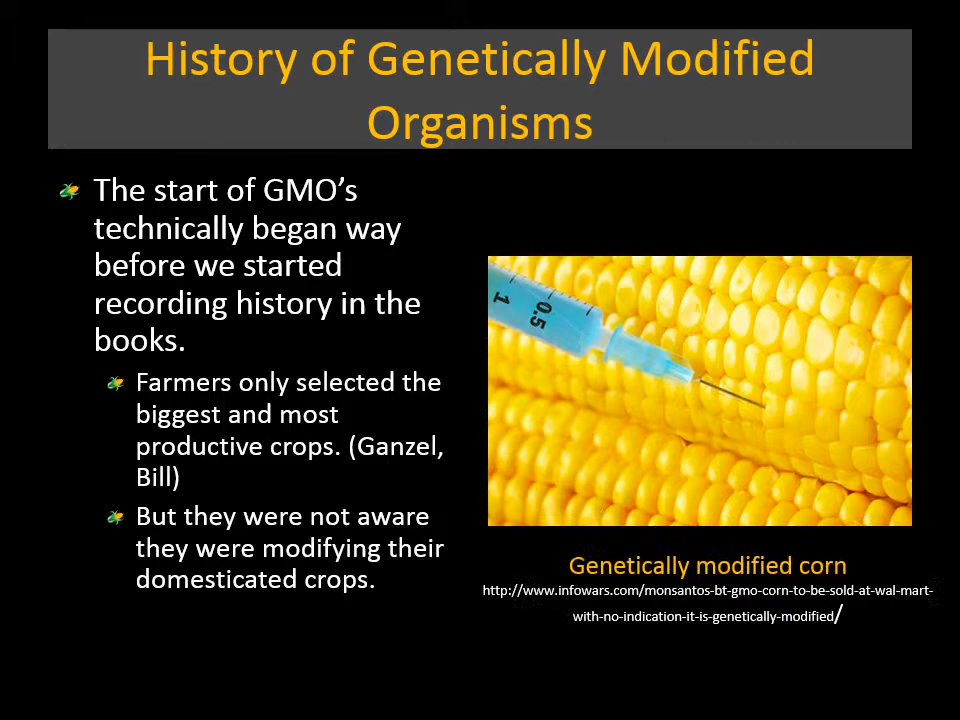 History of Genetically Modified
Organisms
The start of GMO’s
technically began way
before we started
recording history in the
books.
Farmers only selected the
biggest and most
productive crops. (Ganzel,
Bill)
But they were not aware
they were modifying their
domesticated crops.
1
0.5
Genetically modified corn
http://www.infowars.com/monsantos-bt-gmo-corn-to-be-sold-at-wal-mart-
with-no-indication-it-is-genetically-modified/